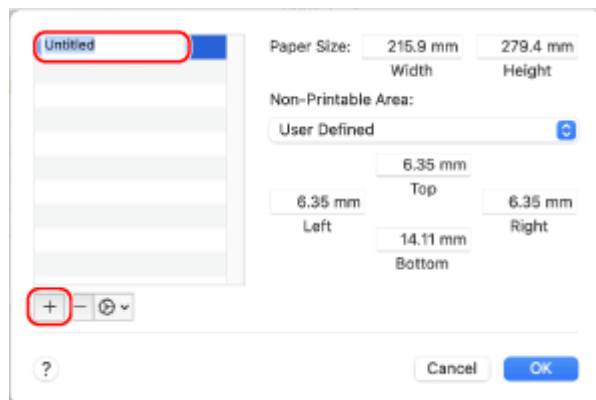 Untitled
Paper Size: 215.9 mm 279.4 mm
Width Height
Non-Printable Area:
User Defined
6.35 mm
Top
6.35 mm 6.35 mm
Left Right
14.11 mm
Bottom
+ −
?
Cancel OK